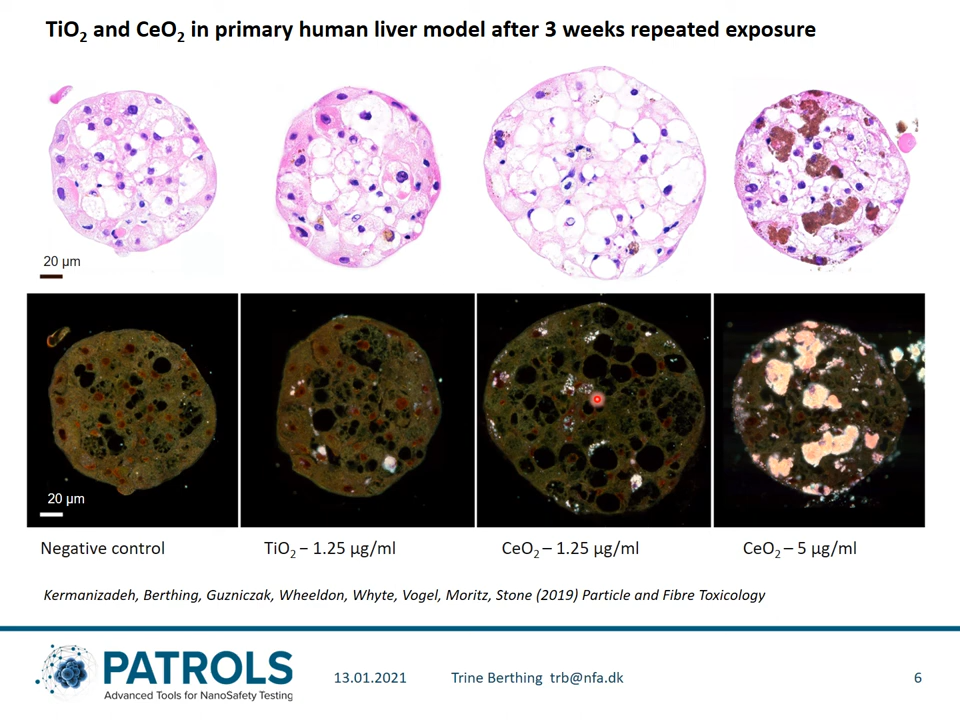 TiO₂ and CeO₂ in primary human liver model after 3 weeks repeated exposure
20 µm
20 µm
Negative control
TiO₂ – 1.25 µg/ml
CeO₂ – 1.25 µg/ml
CeO₂ – 5 µg/ml
Kermanizadeh, Berthing, Guzniczak, Wheeldon, Whyte, Vogel, Moritz, Stone (2019) Particle and Fibre Toxicology
PATROLS
Advanced Tools for NanoSafety Testing
13.01.2021
Trine Berthing trb@nfa.dk
6